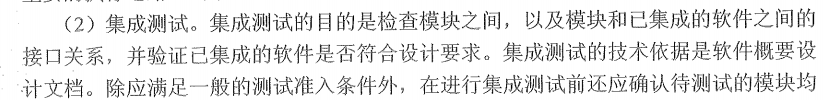 （2）集成测试。集成测试的目的是检查模块之间，以及模块和已集成的软件之间的
接口关系，并验证已集成的软件是否符合设计要求。集成测试的技术依据是软件概要设
计文档。除应满足一般的测试准入条件外，在进行集成测试前还应确认待测试的模块均